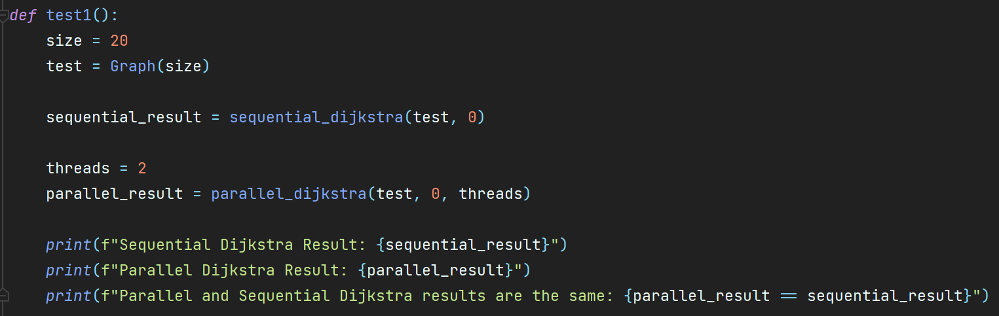 def test1():
    size = 20
    test = Graph(size)
    sequential_result = sequential_dijkstra(test, 0)
    threads = 2
    parallel_result = parallel_dijkstra(test, 0, threads)
    print(f"Sequential Dijkstra Result: {sequential_result}")
    print(f"Parallel Dijkstra Result: {parallel_result}")
    print(f"Parallel and Sequential Dijkstra results are the same: {parallel_result == sequential_result}")